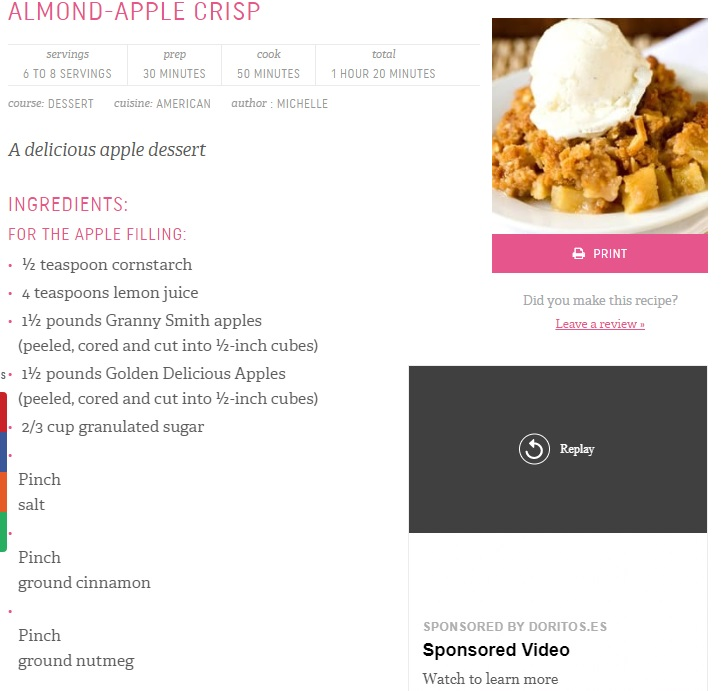 ALMOND-APPLE CRISP
servings prep cook total
6 TO 8 SERVINGS 30 MINUTES 50 MINUTES 1 HOUR 20 MINUTES
course: DESSERT cuisine: AMERICAN author : MICHELLE
A delicious apple dessert
INGREDIENTS:
FOR THE APPLE FILLING:
• ½ teaspoon cornstarch
• 4 teaspoons lemon juice
• 1½ pounds Granny Smith apples
(peeled, cored and cut into ½-inch cubes)
s • 1½ pounds Golden Delicious Apples
(peeled, cored and cut into ½-inch cubes)
• 2/3 cup granulated sugar
•
Pinch
salt
•
Pinch
ground cinnamon
•
Pinch
ground nutmeg
PRINT
Did you make this recipe?
Leave a review »
Replay
SPONSORED BY DORITOS.ES
Sponsored Video
Watch to learn more